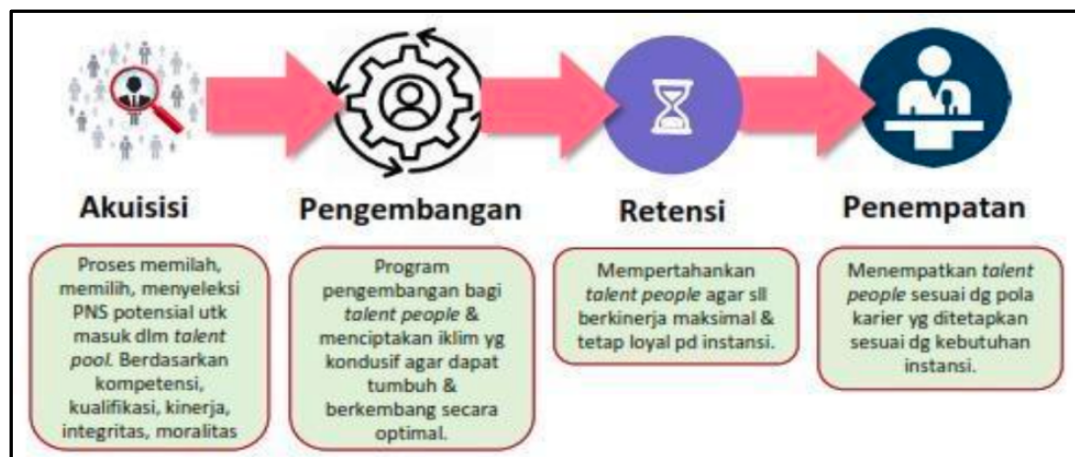 Akuisisi
Proses memilah,
memilih, menyeleksi
PNS potensial utk
masuk dlm talent
pool. Berdasarkan
kompetensi,
kualifikasi, kinerja,
integritas, moralitas
Pengembangan
Program
pengembangan bagi
talent people &
menciptakan iklim yg
kondusif agar dapat
tumbuh &
berkembang secara
optimal.
Retensi
Mempertahankan
talent people agar sll
berkinerja maksimal &
tetap loyal pd instansi.
Penempatan
Menempatkan talent
people sesuai dg pola
karier yg ditetapkan
sesuai dg kebutuhan
instansi.